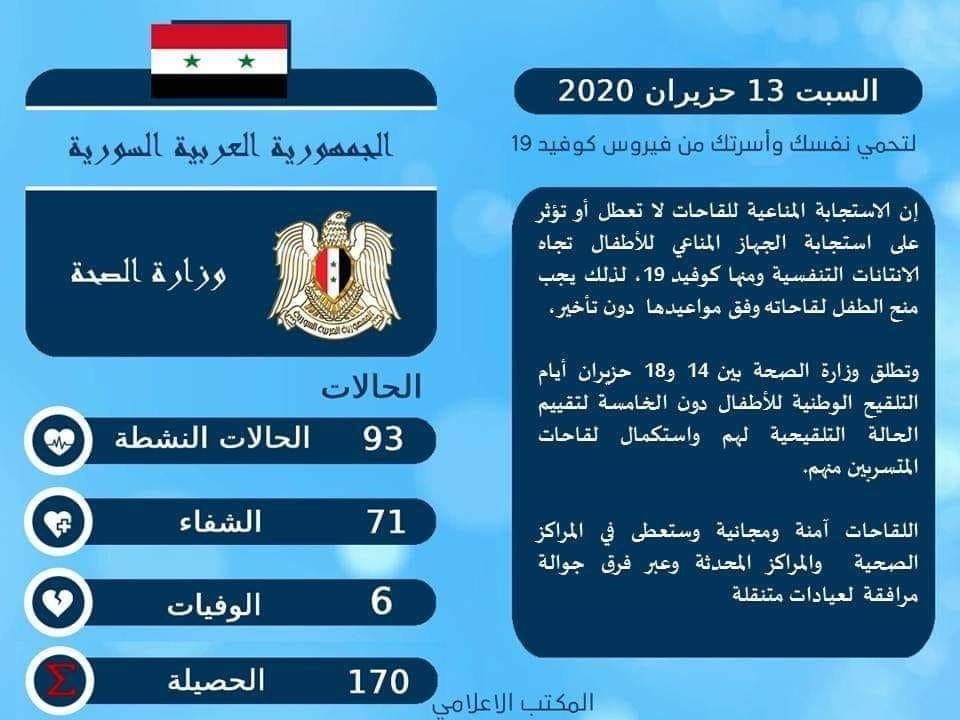 السبت 13 حزيران 2020
لتحمي نفسك وأسرتك من فيروس كوفيد 19
إن الاستجابة المناعية للقاحات لا تعطل أو تؤثر
على استجابة الجهاز المناعي للأطفال تجاه
الانتانات التنفسية ومنها كوفيد 19، لذلك يجب
منح الطفل لقاحاته وفق مواعيدها دون تأخير،
وتطلق وزارة الصحة بين 14 و18 حزيران أيام
التلقيح الوطنية للأطفال دون الخامسة لتقييم
الحالة التلقيحية لهم واستكمال لقاحات
المتسربين منهم.
اللقاحات آمنة ومجانية وستعطى في المراكز
الصحية والمراكز المحدثة وعبر فرق جوالة
مرافقة لعيادات متنقلة
الجمهورية العربية السورية
وزارة الصحة
الجمهورية العربية السورية
الحالات
93 الحالات النشطة
71 الشفاء
6 الوفيات
170 الحصيلة
Σ
المكتب الاعلامي